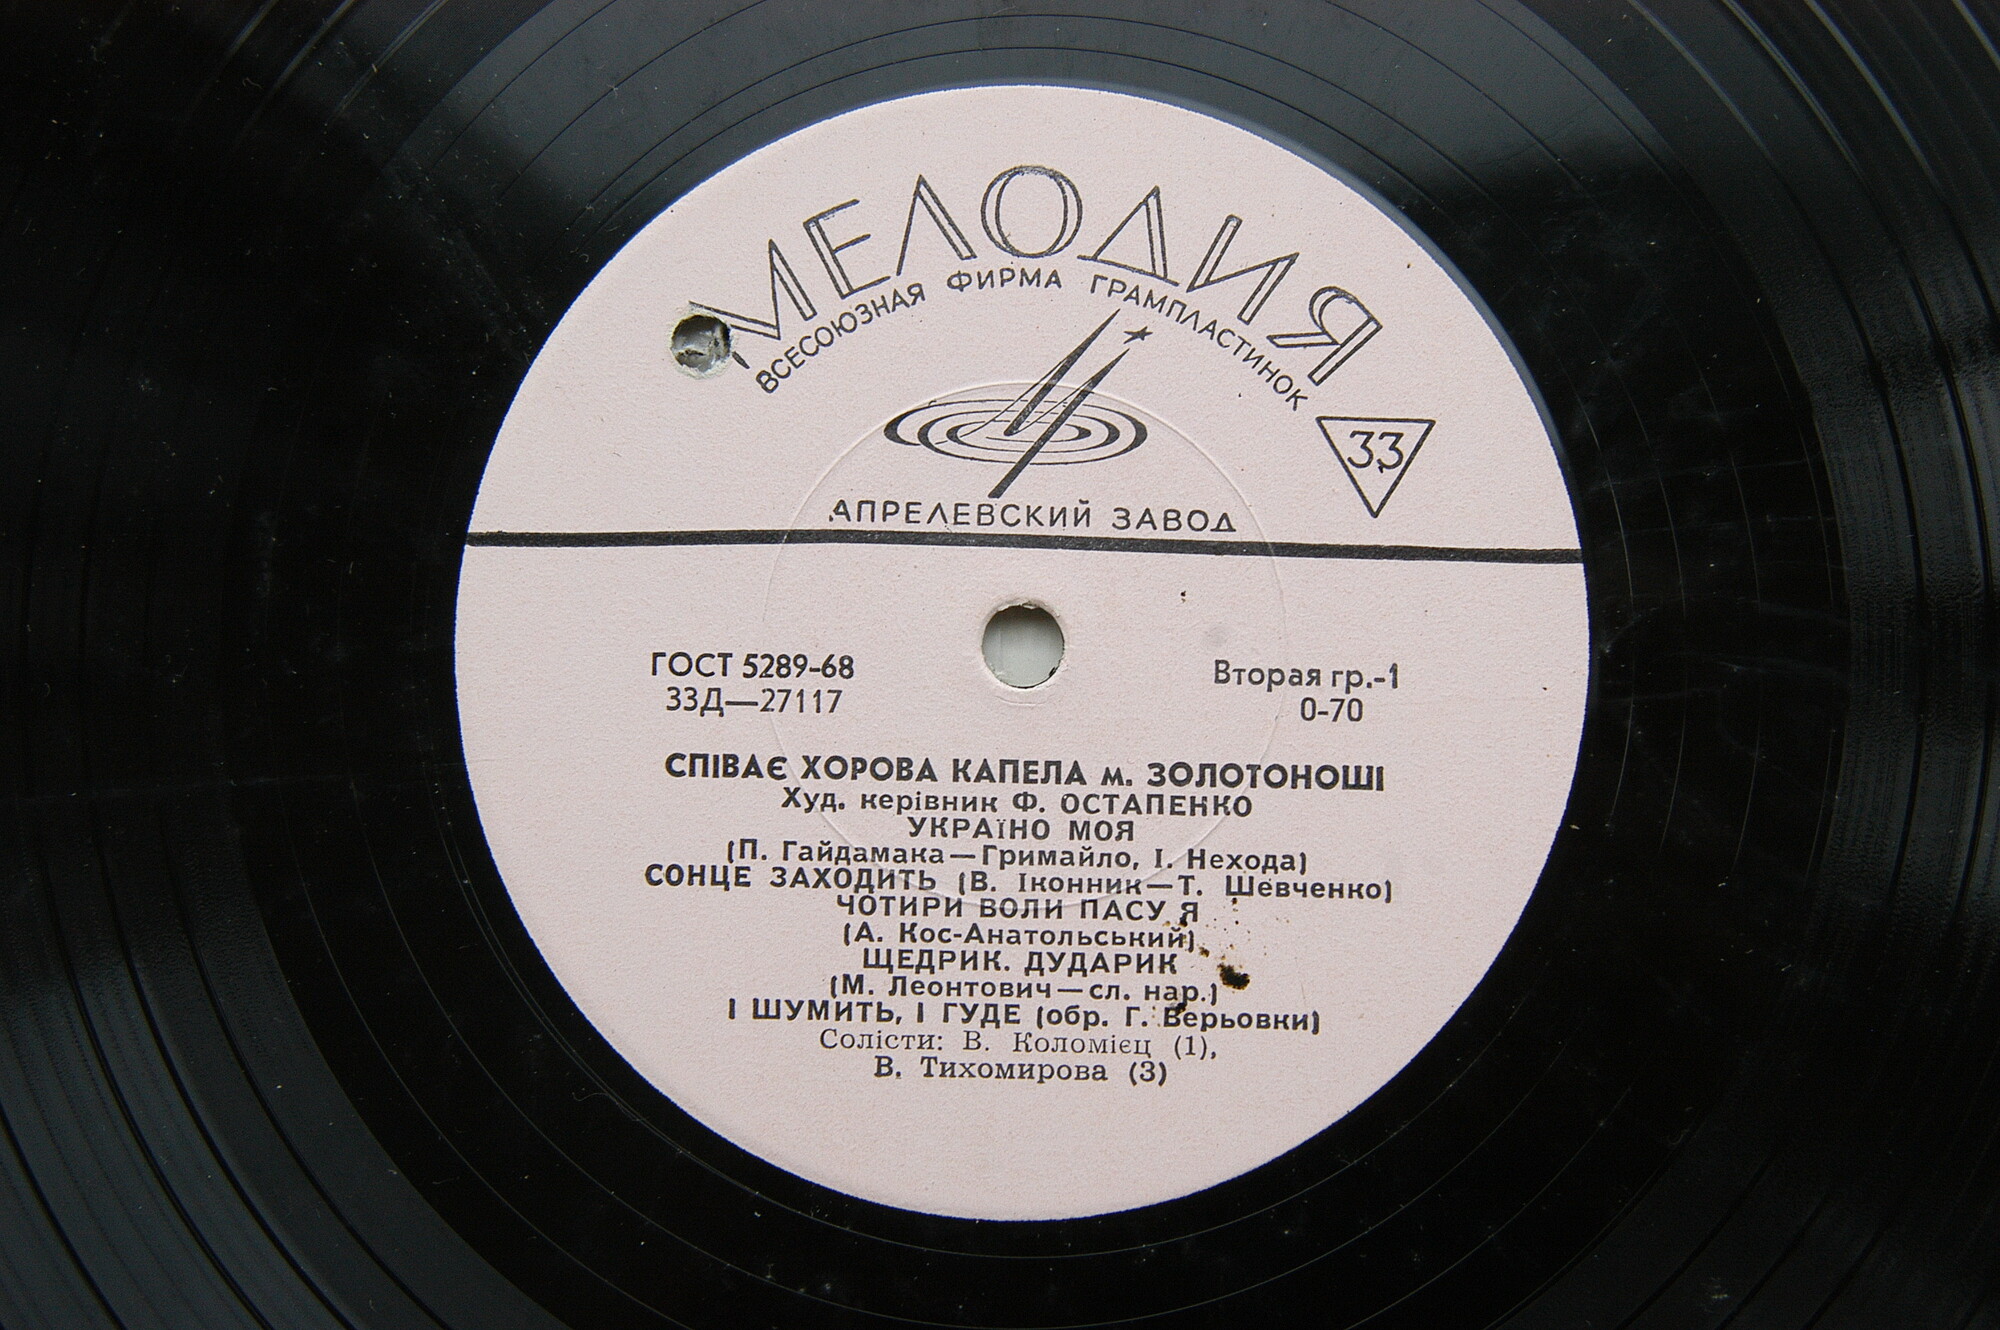 МЕЛОДИЯ
ВСЕСОЮЗНАЯ ФИРМА ГРАМПЛАСТИНОК
33
АПРЕЛЕВСКИЙ ЗАВОД
ГОСТ 5289-68
33Д—27117
Вторая гр.-1
0-70
СПІВАЄ ХОРОВА КАПЕЛА м. ЗОЛОТОНОШІ
Худ. керівник Ф. ОСТАПЕНКО
УКРАЇНО МОЯ
(П. Гайдамака—Гримайло, І. Нехода)
СОНЦЕ ЗАХОДИТЬ (В. Іконник—Т. Шевченко)
ЧОТИРИ ВОЛИ ПАСУ Я
(А. Кос-Анатольський)
ЩЕДРИК. ДУДАРИК
(М. Леонтович—сл. нар.)
І ШУМИТЬ, І ГУДЕ (обр. Г. Верьовки)
Солісти: В. Коломієц (1),
В. Тихомирова (3)